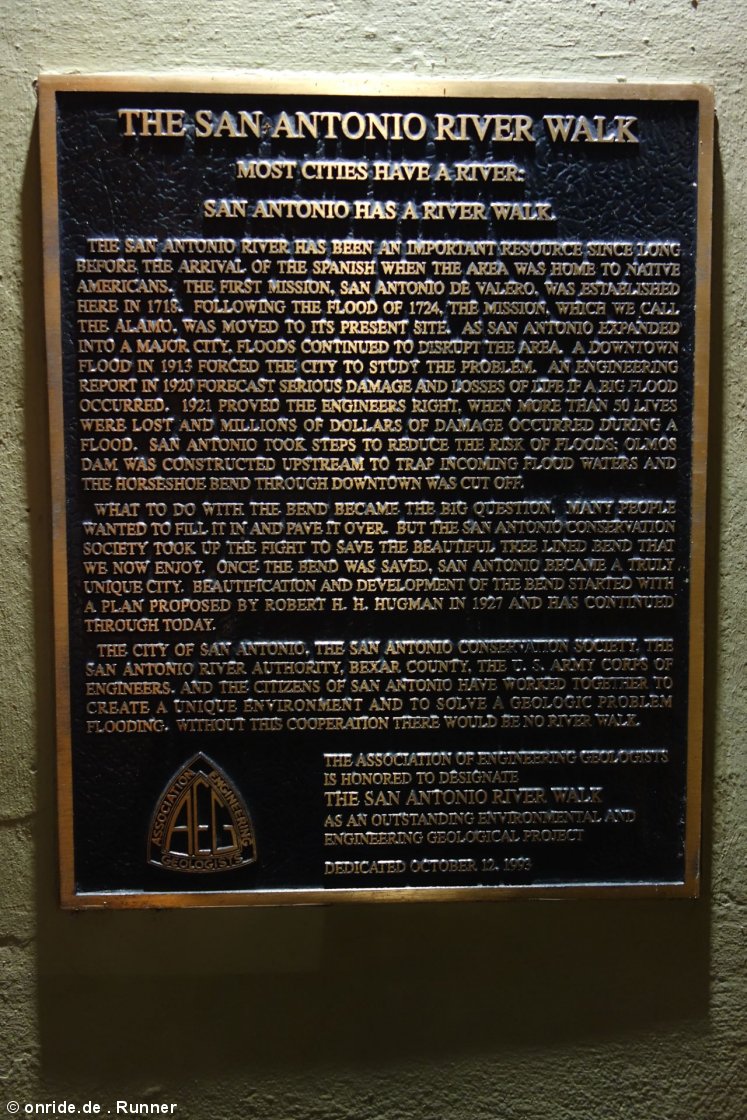 THE SAN ANTONIO RIVER WALK
MOST CITIES HAVE A RIVER:
SAN ANTONIO HAS A RIVER WALK.
THE SAN ANTONIO RIVER HAS BEEN AN IMPORTANT RESOURCE SINCE LONG
BEFORE THE ARRIVAL OF THE SPANISH WHEN THE AREA WAS HOME TO NATIVE
AMERICANS. THE FIRST MISSION, SAN ANTONIO DE VALERO, WAS ESTABLISHED
HERE IN 1718. FOLLOWING THE FLOOD OF 1724, THE MISSION, WHICH WE CALL
THE ALAMO, WAS MOVED TO ITS PRESENT SITE. AS SAN ANTONIO EXPANDED
INTO A MAJOR CITY, FLOODS CONTINUED TO DISRUPT THE AREA. A DOWNTOWN
FLOOD IN 1913 FORCED THE CITY TO STUDY THE PROBLEM. AN ENGINEERING
REPORT IN 1920 FORECAST SERIOUS DAMAGE AND LOSSES OF LIFE IF A BIG FLOOD
OCCURRED. 1921 PROVED THE ENGINEERS RIGHT, WHEN MORE THAN 50 LIVES
WERE LOST AND MILLIONS OF DOLLARS OF DAMAGE OCCURRED DURING A
FLOOD. SAN ANTONIO TOOK STEPS TO REDUCE THE RISK OF FLOODS; OLMOS
DAM WAS CONSTRUCTED UPSTREAM TO TRAP INCOMING FLOOD WATERS AND
THE HORSESHOE BEND THROUGH DOWNTOWN WAS CUT OFF.
WHAT TO DO WITH THE BEND BECAME THE BIG QUESTION. MANY PEOPLE
WANTED TO FILL IT IN AND PAVE IT OVER. BUT THE SAN ANTONIO CONSERVATION
SOCIETY TOOK UP THE FIGHT TO SAVE THE BEAUTIFUL TREE LINED BEND THAT
WE NOW ENJOY. ONCE THE BEND WAS SAVED, SAN ANTONIO BECAME A TRULY
UNIQUE CITY. BEAUTIFICATION AND DEVELOPMENT OF THE BEND STARTED WITH
A PLAN PROPOSED BY ROBERT H. H. HUGMAN IN 1927 AND HAS CONTINUED
THROUGH TODAY.
THE CITY OF SAN ANTONIO, THE SAN ANTONIO CONSERVATION SOCIETY, THE
SAN ANTONIO RIVER AUTHORITY, BEXAR COUNTY, THE U. S. ARMY CORPS OF
ENGINEERS, AND THE CITIZENS OF SAN ANTONIO HAVE WORKED TOGETHER TO
CREATE A UNIQUE ENVIRONMENT AND TO SOLVE A GEOLOGIC PROBLEM
FLOODING. WITHOUT THIS COOPERATION THERE WOULD BE NO RIVER WALK.
ASSOCIATION ENGINEERING
AEG
GEOLOGISTS
THE ASSOCIATION OF ENGINEERING GEOLOGISTS
IS HONORED TO DESIGNATE
THE SAN ANTONIO RIVER WALK
AS AN OUTSTANDING ENVIRONMENTAL AND
ENGINEERING GEOLOGICAL PROJECT
DEDICATED OCTOBER 12, 1993
© onride.de . Runner